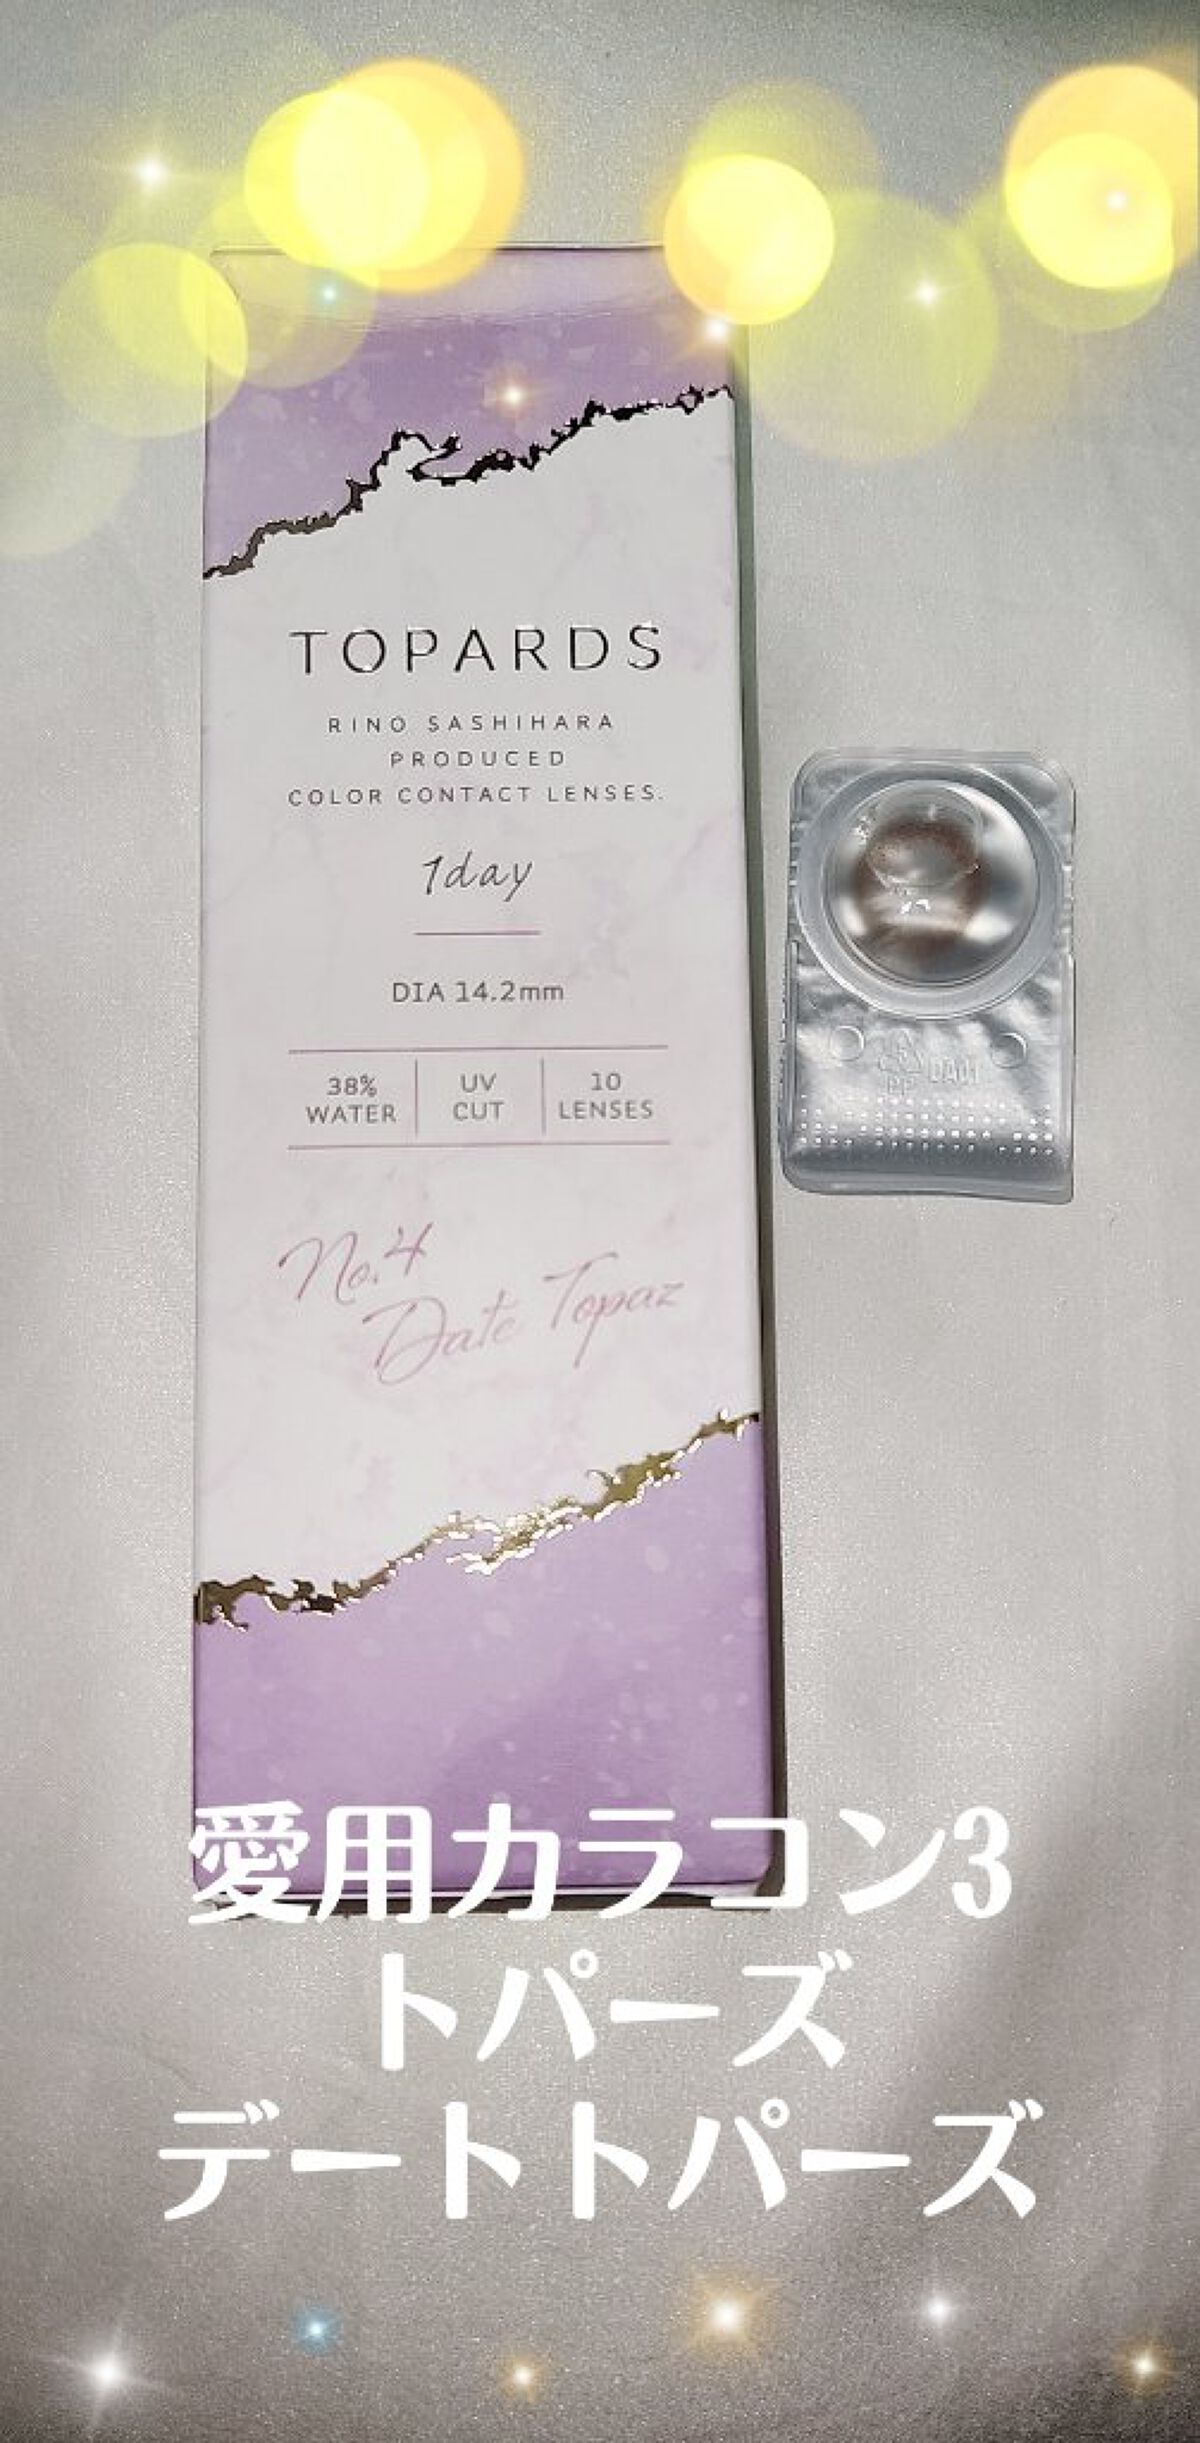 TOPARDS
RINO SASHIHARA
PRODUCED
COLOR CONTACT LENSES.
1day
DIA 14.2mm
38%
WATER
UV
CUT
10
LENSES
PP
No.4
Date Topaz
愛用カラコン3
トパーズ
デートトパーズ